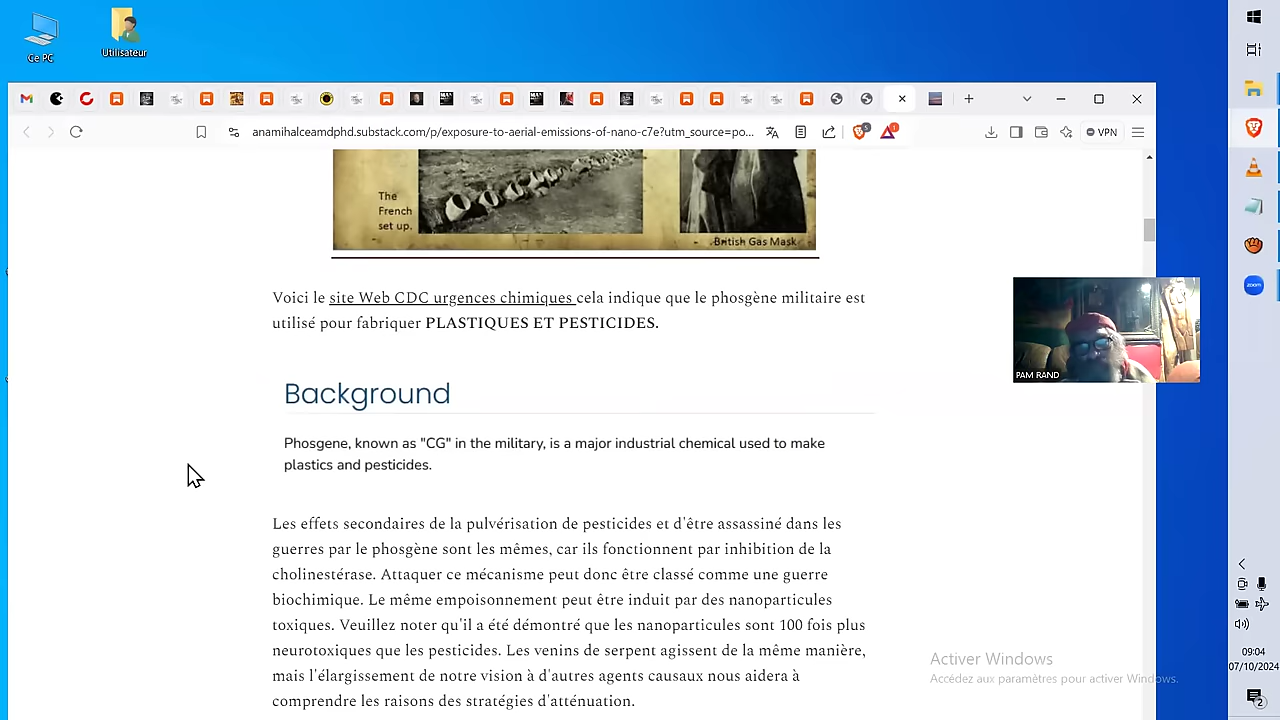 Ce PC
Utilisateur
anamihalceamdphd.substack.com/p/exposure-to-aerial-emissions-of-nano-c7e?utm_source=po...
VPN
The
French
set up.
British Gas Mask
Voici le site Web CDC urgences chimiques cela indique que le phosgène militaire est
utilisé pour fabriquer PLASTIQUES ET PESTICIDES.
PAM RAND
Background
Phosgene, known as "CG" in the military, is a major industrial chemical used to make
plastics and pesticides.
Les effets secondaires de la pulvérisation de pesticides et d'être assassiné dans les
guerres par le phosgène sont les mêmes, car ils fonctionnent par inhibition de la
cholinestérase. Attaquer ce mécanisme peut donc être classé comme une guerre
biochimique. Le même empoisonnement peut être induit par des nanoparticules
toxiques. Veuillez noter qu'il a été démontré que les nanoparticules sont 100 fois plus
neurotoxiques que les pesticides. Les venins de serpent agissent de la même manière,
mais l'élargissement de notre vision à d'autres agents causaux nous aidera à
comprendre les raisons des stratégies d'atténuation.
Activer Windows
Accédez aux paramètres pour activer Windows.
zoom
09:04
07/10/2024
2